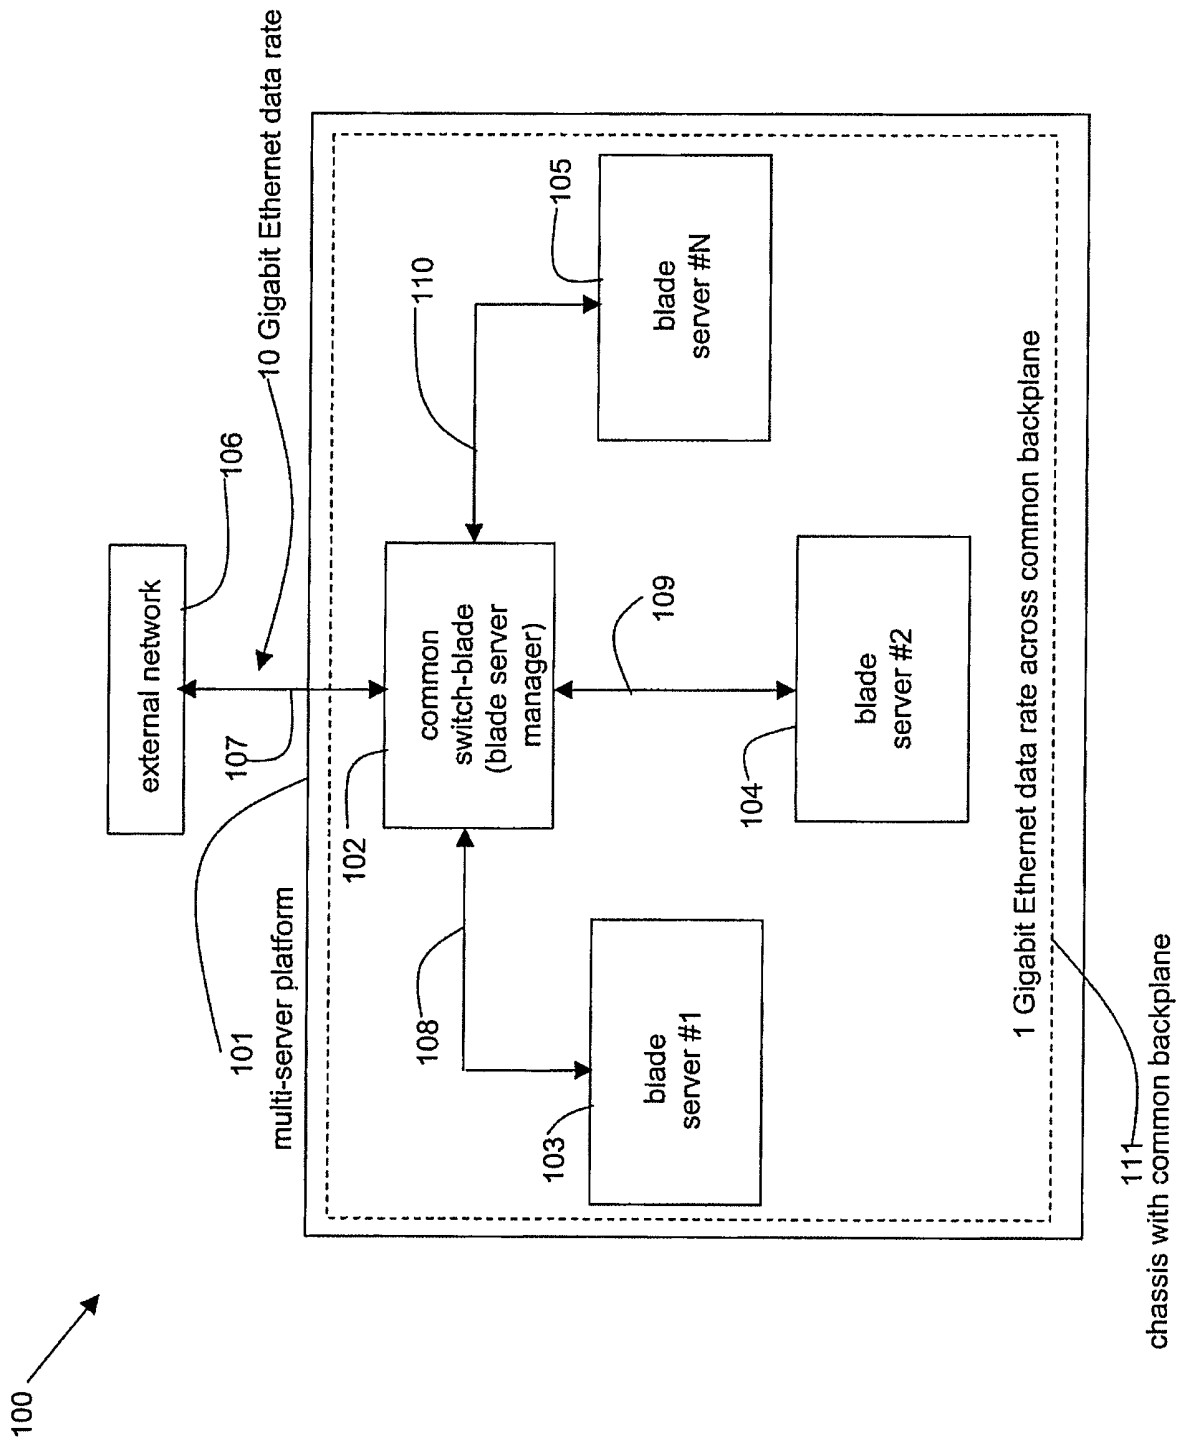 100
external network
106
107
10 Gigabit Ethernet data rate
101
multi-server platform
102
common
switch-blade
(blade server
manager)
108
109
110
103
blade
server #1
104
blade
server #2
105
blade
server #N
1 Gigabit Ethernet data rate across common backplane
111
chassis with common backplane